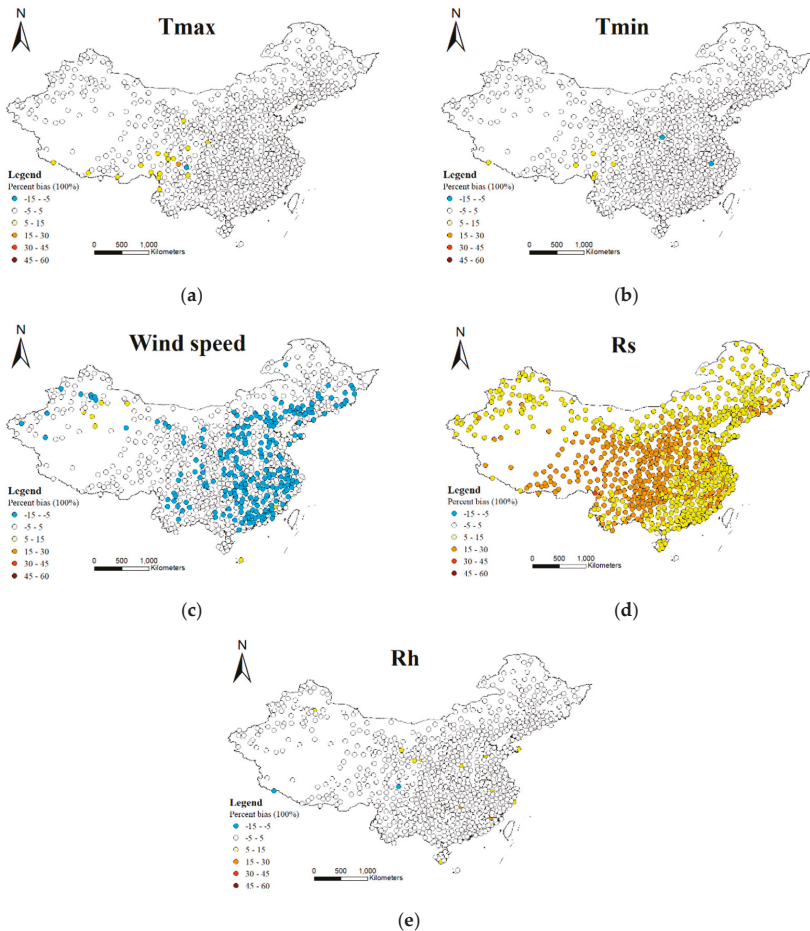 N
Tmax
Legend
Percent bias (100%)
-15 - -5
-5 - 5
5 - 15
15 - 30
30 - 45
45 - 60
0 500 1,000
Kilometers
(a)
N
Tmin
Legend
Percent bias (100%)
-15 - -5
-5 - 5
5 - 15
15 - 30
30 - 45
45 - 60
0 500 1,000
Kilometers
(b)
N
Wind speed
Legend
Percent bias (100%)
-15 - -5
-5 - 5
5 - 15
15 - 30
30 - 45
45 - 60
0 500 1,000
Kilometers
(c)
N
Rs
Legend
Percent bias (100%)
-15 - -5
-5 - 5
5 - 15
15 - 30
30 - 45
45 - 60
0 500 1,000
Kilometers
(d)
N
Rh
Legend
Percent bias (100%)
-15 - -5
-5 - 5
5 - 15
15 - 30
30 - 45
45 - 60
0 500 1,000
Kilometers
(e)